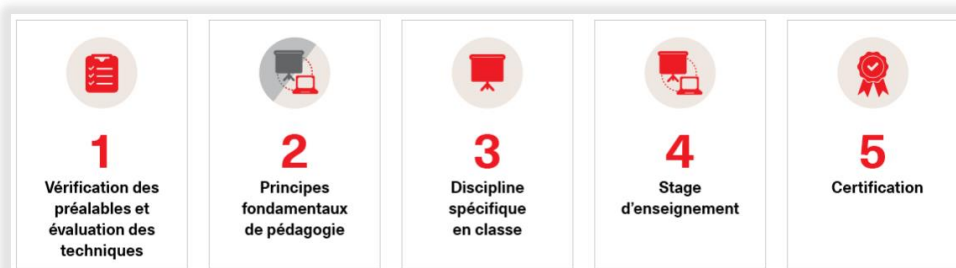 1
Vérification des
préalables et
évaluation des
techniques
2
Principes
fondamentaux
de pédagogie
3
Discipline
spécifique
en classe
4
Stage
d'enseignement
5
Certification